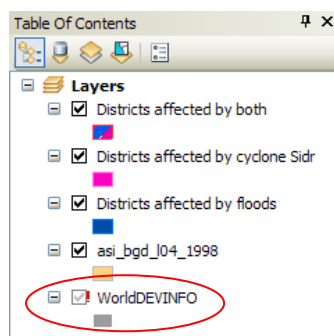 Table Of Contents
Layers
Districts affected by both
Districts affected by cyclone Sidr
Districts affected by floods
asi_bgd_l04_1998
WorldDEVINFO